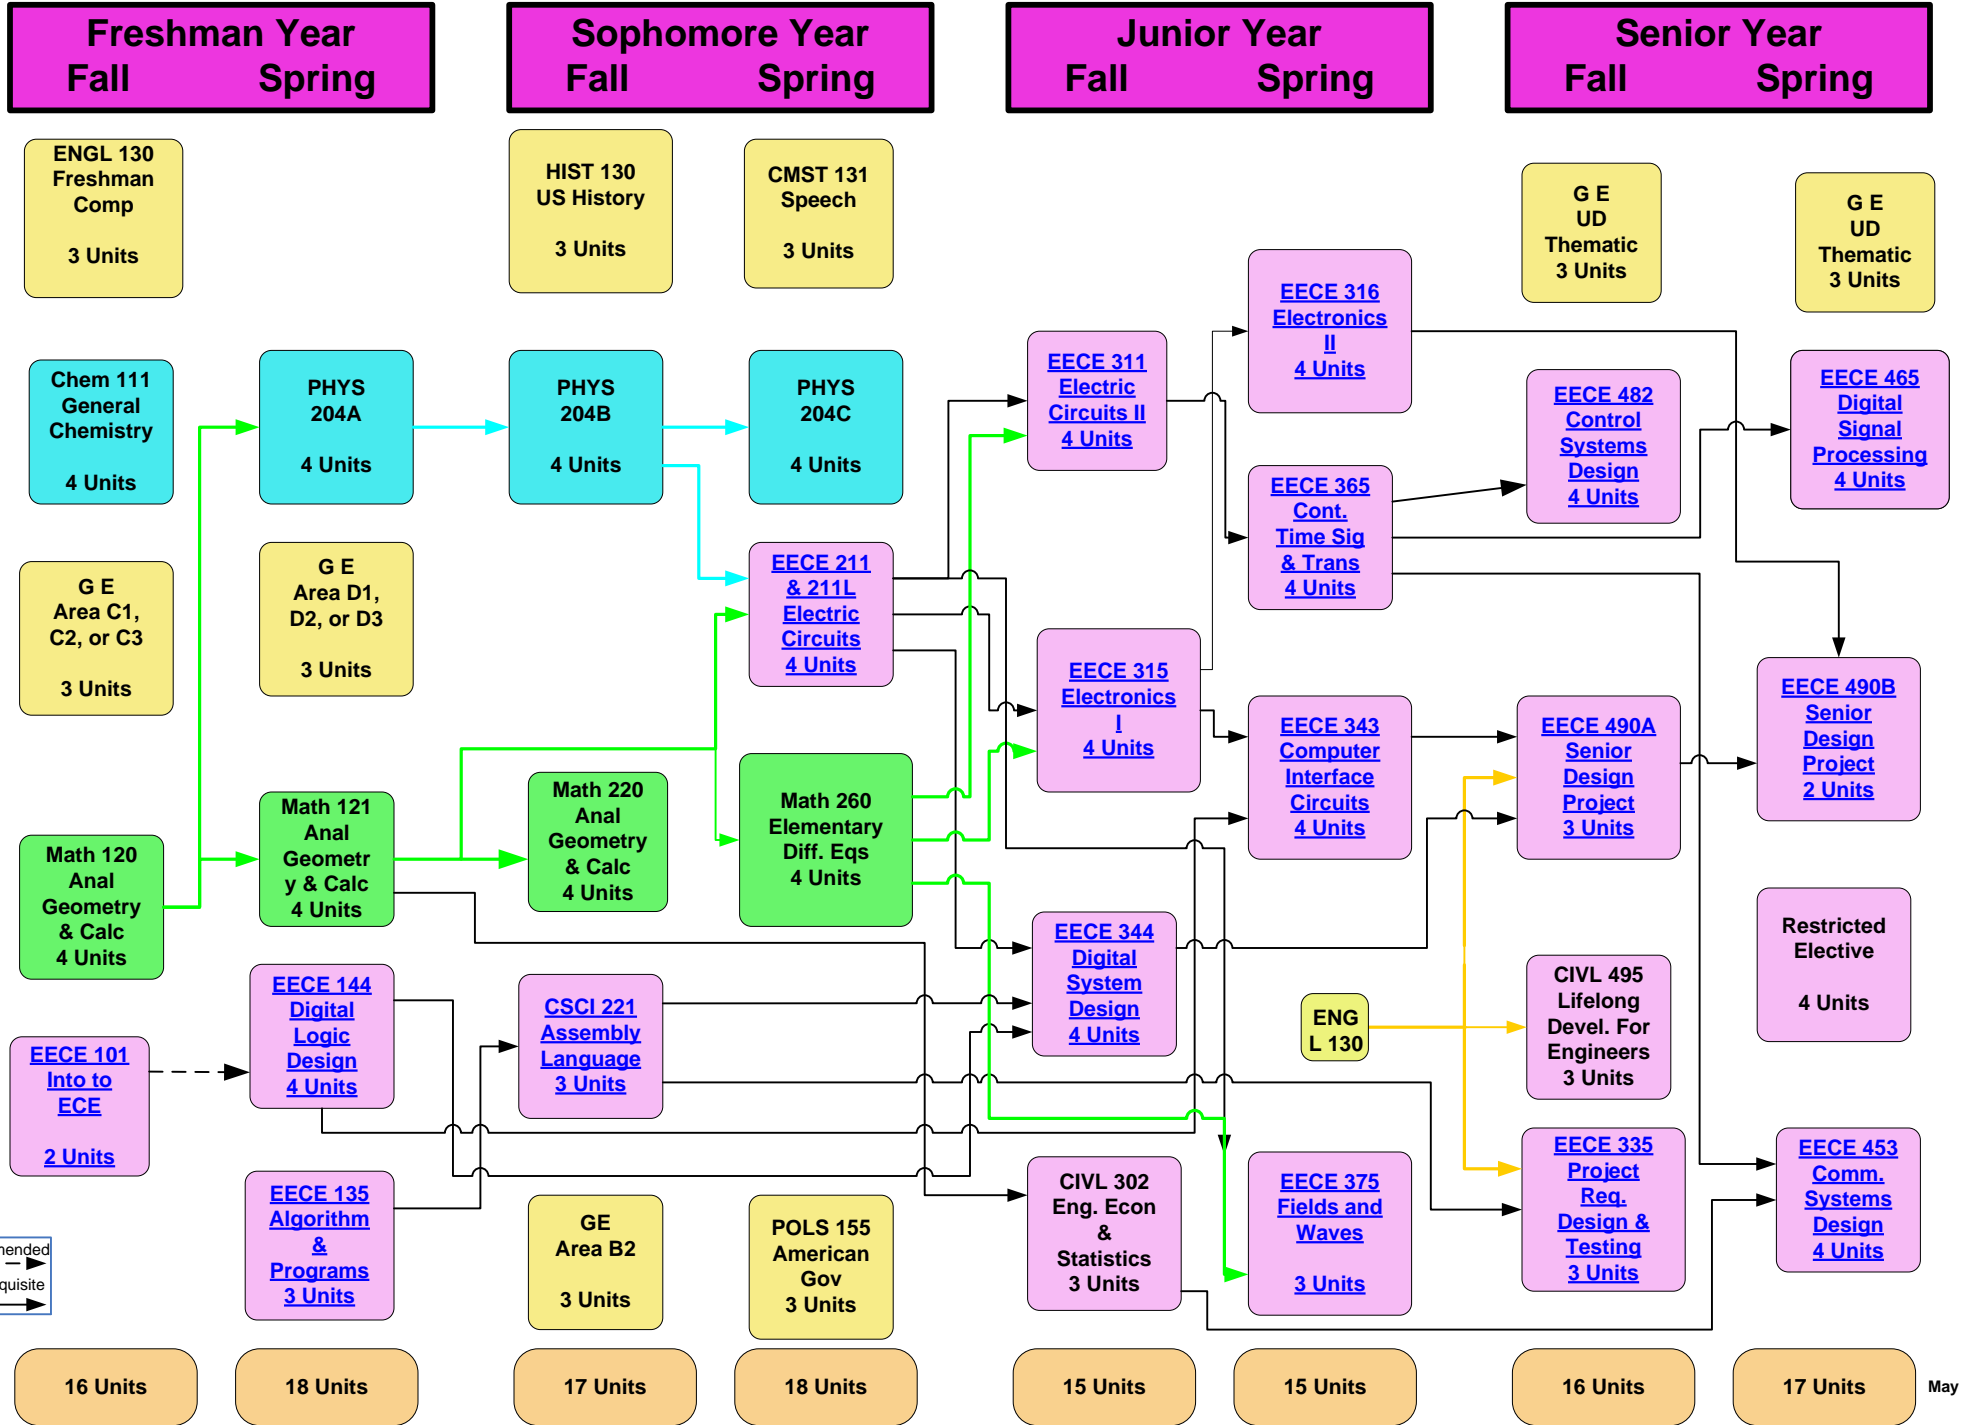 Freshman Year
Fall Spring
Sophomore Year
Fall Spring
Junior Year
Fall Spring
Senior Year
Fall Spring
ENGL 130
Freshman
Comp
3 Units
Chem 111
General
Chemistry
4 Units
G E
Area C1,
C2, or C3
3 Units
Math 120
Anal
Geometry
& Calc
4 Units
EECE 101
Into to
ECE
2 Units
16 Units
PHYS
204A
4 Units
G E
Area D1,
D2, or D3
3 Units
Math 121
Anal
Geometr
y & Calc
4 Units
EECE 144
Digital
Logic
Design
4 Units
EECE 135
Algorithm
&
Programs
3 Units
18 Units
HIST 130
US History
3 Units
PHYS
204B
4 Units
Math 220
Anal
Geometry
& Calc
4 Units
CSCI 221
Assembly
Language
3 Units
GE
Area B2
3 Units
17 Units
CMST 131
Speech
3 Units
PHYS
204C
4 Units
EECE 211
& 211L
Electric
Circuits
4 Units
Math 260
Elementary
Diff. Eqs
4 Units
POLS 155
American
Gov
3 Units
18 Units
EECE 311
Electric
Circuits II
4 Units
EECE 315
Electronics
I
4 Units
EECE 344
Digital
System
Design
4 Units
CIVL 302
Eng. Econ
&
Statistics
3 Units
15 Units
EECE 316
Electronics
II
4 Units
EECE 365
Cont.
Time Sig
& Trans
4 Units
EECE 343
Computer
Interface
Circuits
4 Units
ENG
L 130
EECE 375
Fields and
Waves
3 Units
15 Units
G E
UD
Thematic
3 Units
EECE 482
Control
Systems
Design
4 Units
EECE 490A
Senior
Design
Project
3 Units
CIVL 495
Lifelong
Devel. For
Engineers
3 Units
EECE 335
Project
Req.
Design &
Testing
3 Units
16 Units
G E
UD
Thematic
3 Units
EECE 465
Digital
Signal
Processing
4 Units
EECE 490B
Senior
Design
Project
2 Units
Restricted
Elective
4 Units
EECE 453
Comm.
Systems
Design
4 Units
17 Units
May
mended
quisite